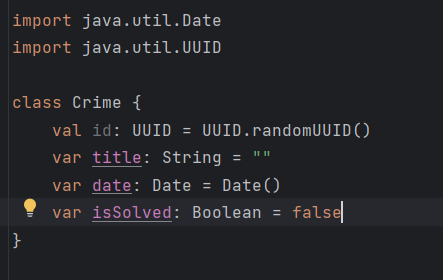 import java.util.Date
import java.util.UUID
class Crime {
    val id: UUID = UUID.randomUUID()
    var title: String = ""
    var date: Date = Date()
    var isSolved: Boolean = false
}